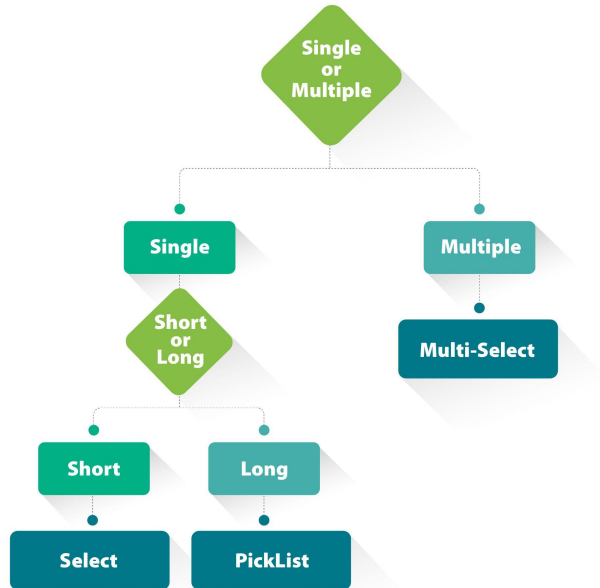 Single
or
Multiple
Single
Multiple
Short
or
Long
Multi-Select
Short
Long
Select
PickList